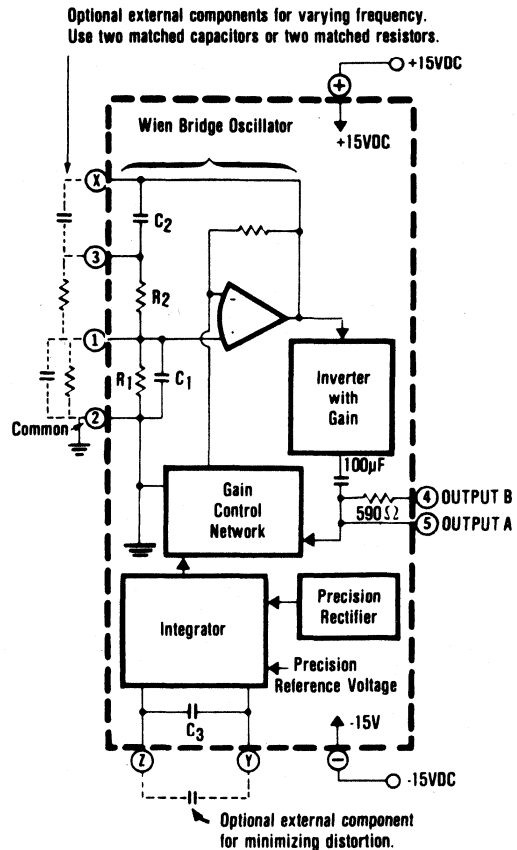 Optional external components for varying frequency.
Use two matched capacitors or two matched resistors.
+15VDC
+
+15VDC
Wien Bridge Oscillator
X
C2
3
R2
-
1
R1
C1
2
Common
Inverter
with
Gain
100µF
4 OUTPUT B
590Ω
5 OUTPUT A
Gain
Control
Network
Integrator
Precision
Rectifier
Precision
Reference Voltage
C3
-15V
Z
Y
−
-15VDC
Optional external component
for minimizing distortion.